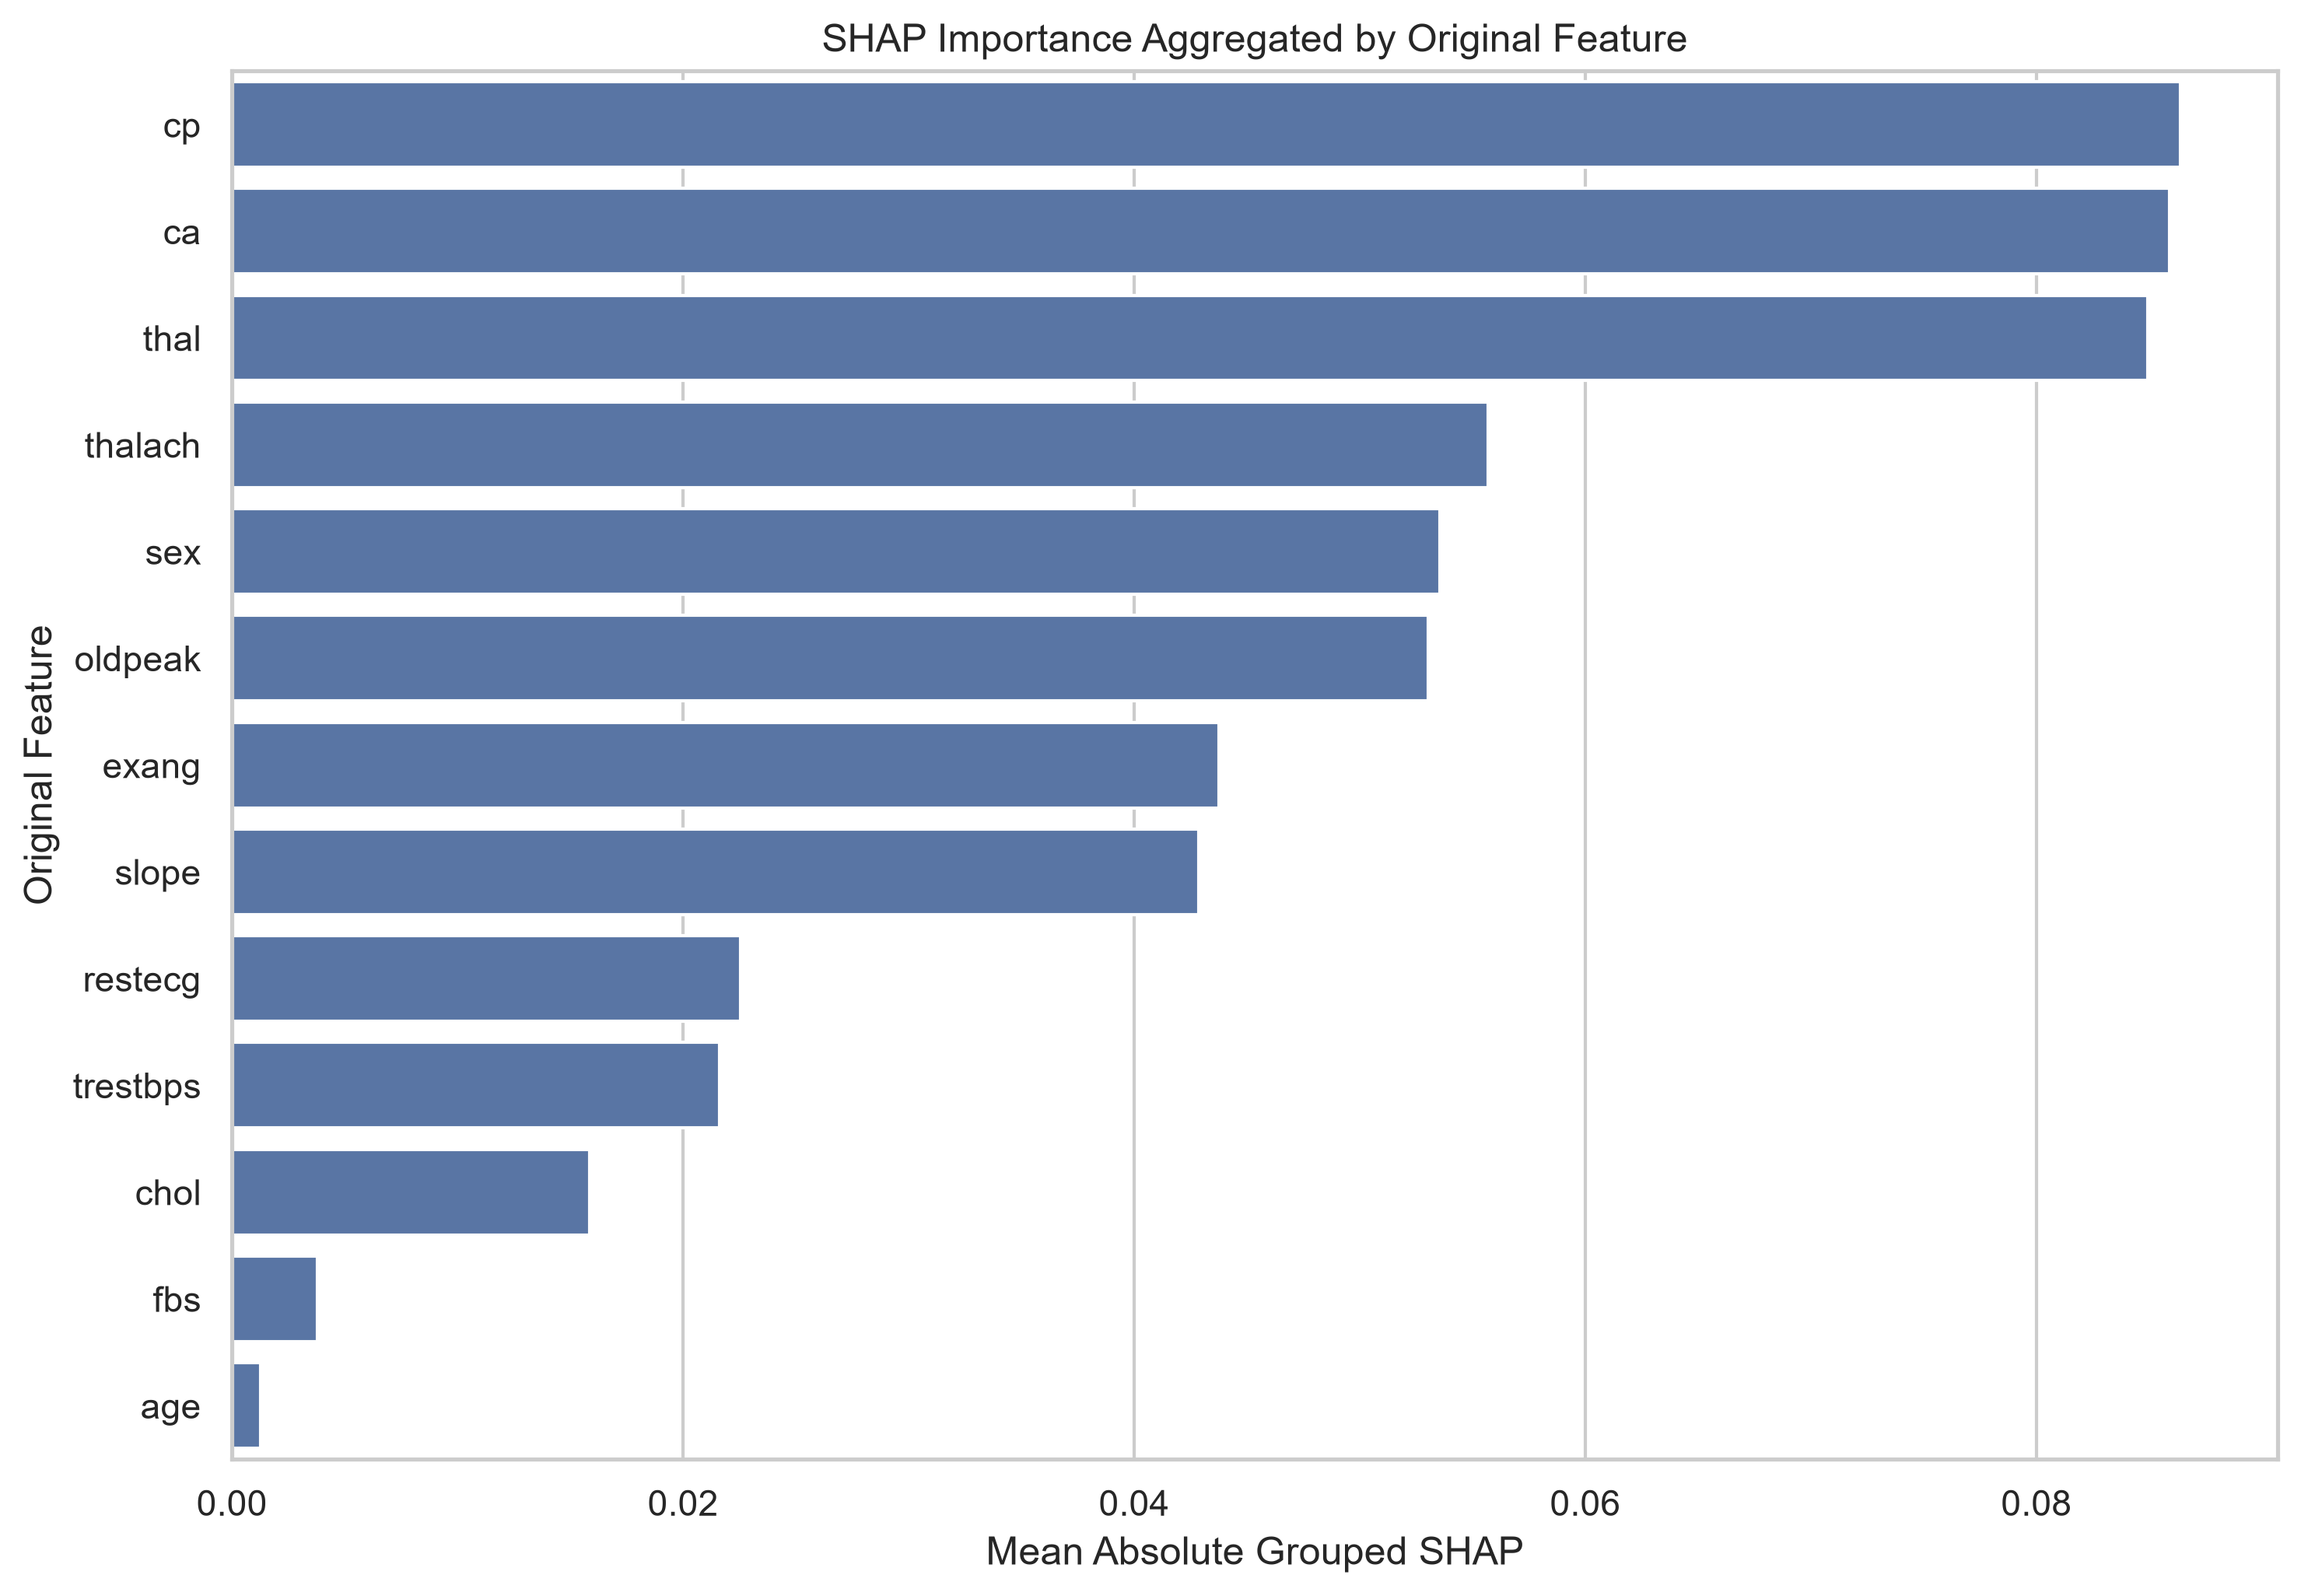 SHAP Importance Aggregated by Original Feature
Original Feature
cp
ca
thal
thalach
sex
oldpeak
exang
slope
restecg
trestbps
chol
fbs
age
0.00 0.02 0.04 0.06 0.08
Mean Absolute Grouped SHAP